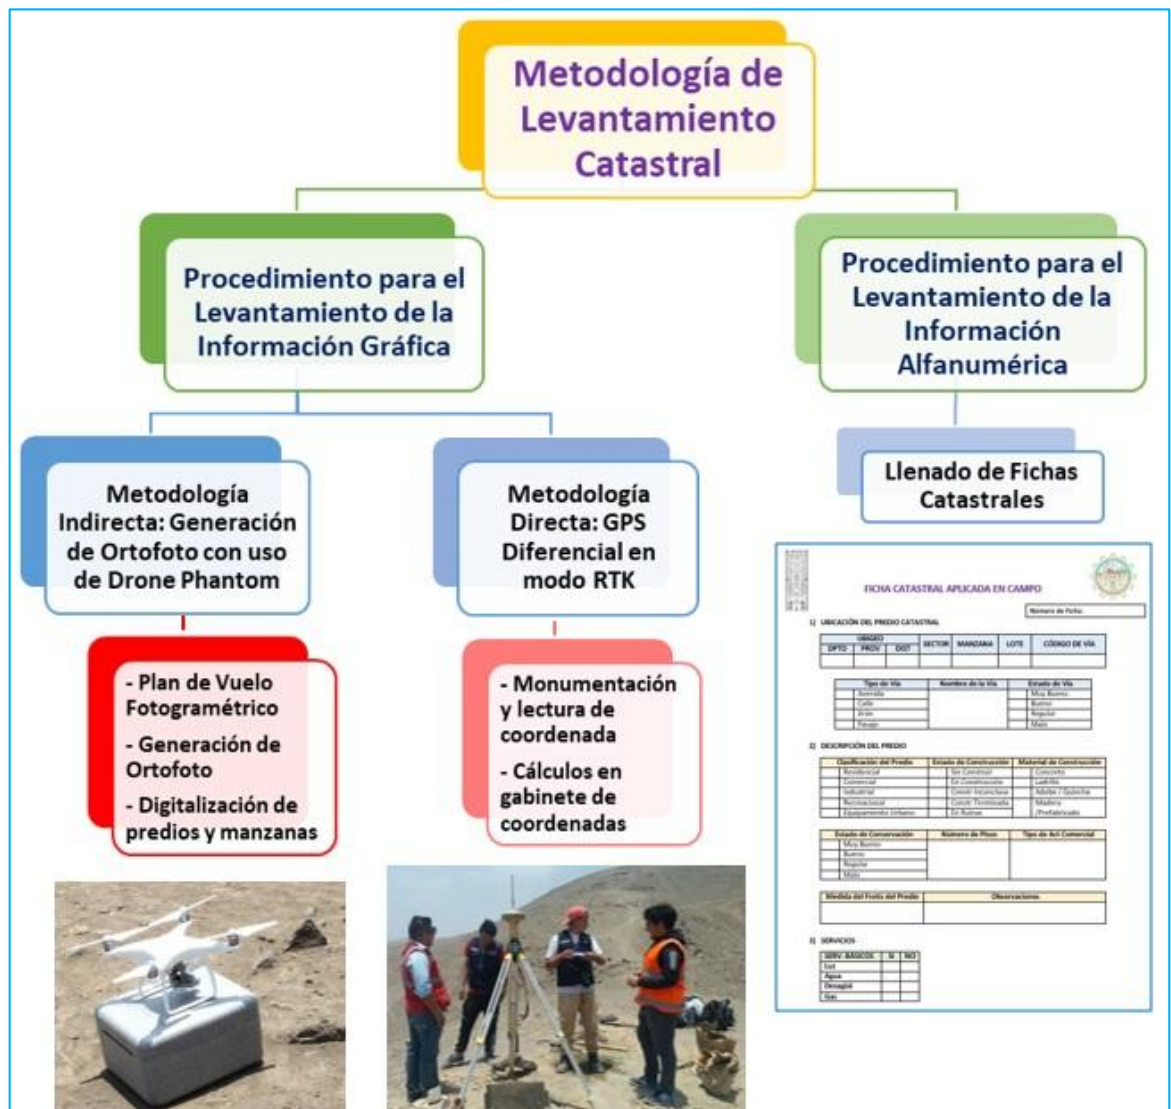 Metodología de
Levantamiento
Catastral
Procedimiento para el
Levantamiento de la
Información Gráfica
Procedimiento para el
Levantamiento de la
Información
Alfanumérica
Metodología
Indirecta: Generación
de Ortofoto con uso
de Drone Phantom
Metodología
Directa: GPS
Diferencial en
modo RTK
Llenado de Fichas
Catastrales
- Plan de Vuelo
Fotogramétrico
- Generación de
Ortofoto
- Digitalización de
predios y manzanas
- Monumentación
y lectura de
coordenada
- Cálculos en
gabinete de
coordenadas
FICHA CATASTRAL APLICADA EN CAMPO
Número de Ficha:
1) UBICACIÓN DEL PREDIO CATASTRAL
UBIGEO SECTOR MANZANA LOTE CÓDIGO DE VÍA
DPTO PROV DIST
Tipo de Vía Nombre de la Vía Estado de Vía
Avenida Muy Bueno
Calle Bueno
Jirón Regular
Pasaje Malo
2) DESCRIPCIÓN DEL PREDIO
Clasificación del Predio Estado de Construcción Material de Construcción
Residencial Sin Construir Concreto
Comercial En Construcción Ladrillo
Industrial Constr Inconclusa Adobe / Quincha
Recreacional Constr Terminada Madera
Equipamiento Urbano En Ruinas /Prefabricado
Estado de Conservación Número de Pisos Tipo de Act Comercial
Muy Bueno
Bueno
Regular
Malo
Medida del Frotis del Predio Observaciones
3) SERVICIOS
SERV. BÁSICOS SI NO
Luz
Agua
Desagüe
Gas